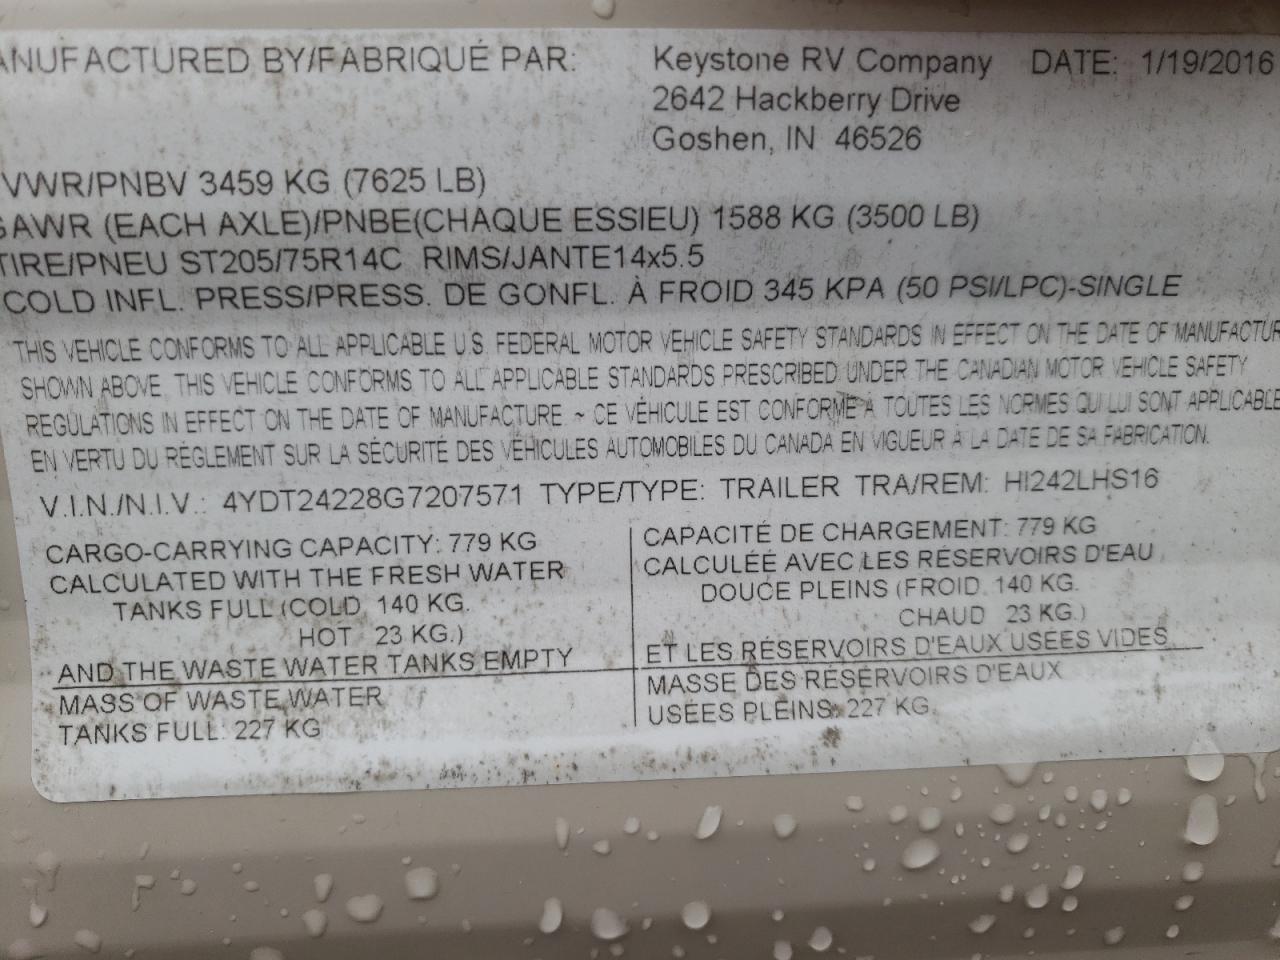 ANUFACTURED BY/FABRIQUÉ PAR: Keystone RV Company DATE: 1/19/2016
2642 Hackberry Drive
Goshen, IN 46526
VWR/PNBV 3459 KG (7625 LB)
GAWR (EACH AXLE)/PNBE(CHAQUE ESSIEU) 1588 KG (3500 LB)
TIRE/PNEU ST205/75R14C RIMS/JANTE14x5.5
COLD INFL. PRESS/PRESS. DE GONFL. À FROID 345 KPA (50 PSI/LPC)-SINGLE
THIS VEHICLE CONFORMS TO ALL APPLICABLE U.S. FEDERAL MOTOR VEHICLE SAFETY STANDARDS IN EFFECT ON THE DATE OF MANUFACTUR
SHOWN ABOVE. THIS VEHICLE CONFORMS TO ALL APPLICABLE STANDARDS PRESCRIBED UNDER THE CANADIAN MOTOR VEHICLE SAFETY
REGULATIONS IN EFFECT ON THE DATE OF MANUFACTURE. ~ CE VÉHICULE EST CONFORME À TOUTES LES NORMES QUI LUI SONT APPLICABLE
EN VERTU DU RÉGLEMENT SUR LA SÉCURITÉ DES VÉHICULES AUTOMOBILES DU CANADA EN VIGUEUR À LA DATE DE SA FABRICATION.
V.I.N./N.I.V.: 4YDT24228G7207571 TYPE/TYPE: TRAILER TRA/REM: HI242LHS16
CARGO-CARRYING CAPACITY: 779 KG
CALCULATED WITH THE FRESH WATER
TANKS FULL (COLD 140 KG.
HOT 23 KG.)
AND THE WASTE WATER TANKS EMPTY
MASS OF WASTE WATER
TANKS FULL: 227 KG
CAPACITÉ DE CHARGEMENT: 779 KG
CALCULÉE AVEC LES RÉSERVOIRS D'EAU
DOUCE PLEINS (FROID 140 KG.
CHAUD 23 KG.)
ET LES RÉSERVOIRS D'EAUX USÉES VIDES
MASSE DES RÉSERVOIRS D'EAUX
USÉES PLEINS: 227 KG.